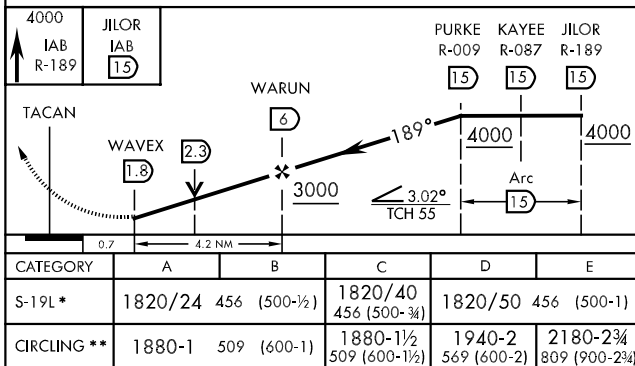 4000
IAB
R-189
JILOR
IAB
15
PURKE KAYEE JILOR
R-009 R-087 R-189
15 15 15
WARUN
6
TACAN
WAVEX
1.8
2.3
189°
4000
4000
3000
3.02°
TCH 55
Arc
15
0.7
4.2 NM
CATEGORY A B C D E
S-19L * 1820/24 456 (500-½) 1820/40 456 (500-¾) 1820/50 456 (500-1)
CIRCLING ** 1880-1 509 (600-1) 1880-1½ 509 (600-1½) 1940-2 569 (600-2) 2180-2¾ 809 (900-2¾)